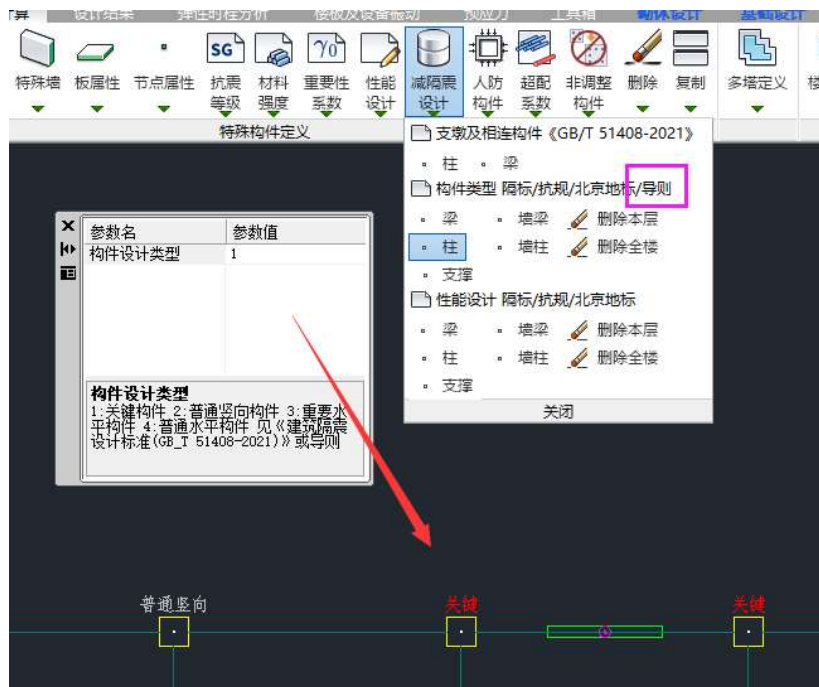 计算 设计结果 弹性时程分析 楼板及设备振动 预应力 工具箱 砌体设计 基础设计
特殊墙 板属性 节点属性 抗震等级 材料强度 重要性系数 性能设计 减隔震设计 人防构件 超配系数 非调整构件 删除 复制 多塔定义
SG γ0
特殊构件定义
支墩及相连构件《GB/T 51408-2021》
柱 梁
构件类型 隔标/抗规/北京地标/导则
梁 墙梁 删除本层
柱 墙柱 删除全楼
支撑
性能设计 隔标/抗规/北京地标
梁 墙梁 删除本层
柱 墙柱 删除全楼
支撑
关闭
参数名 参数值
构件设计类型 1
构件设计类型
1:关键构件 2:普通竖向构件 3:重要水
平构件 4:普通水平构件 见《建筑隔震
设计标准(GB_T 51408-2021)》或导则
普通竖向 关键 关键